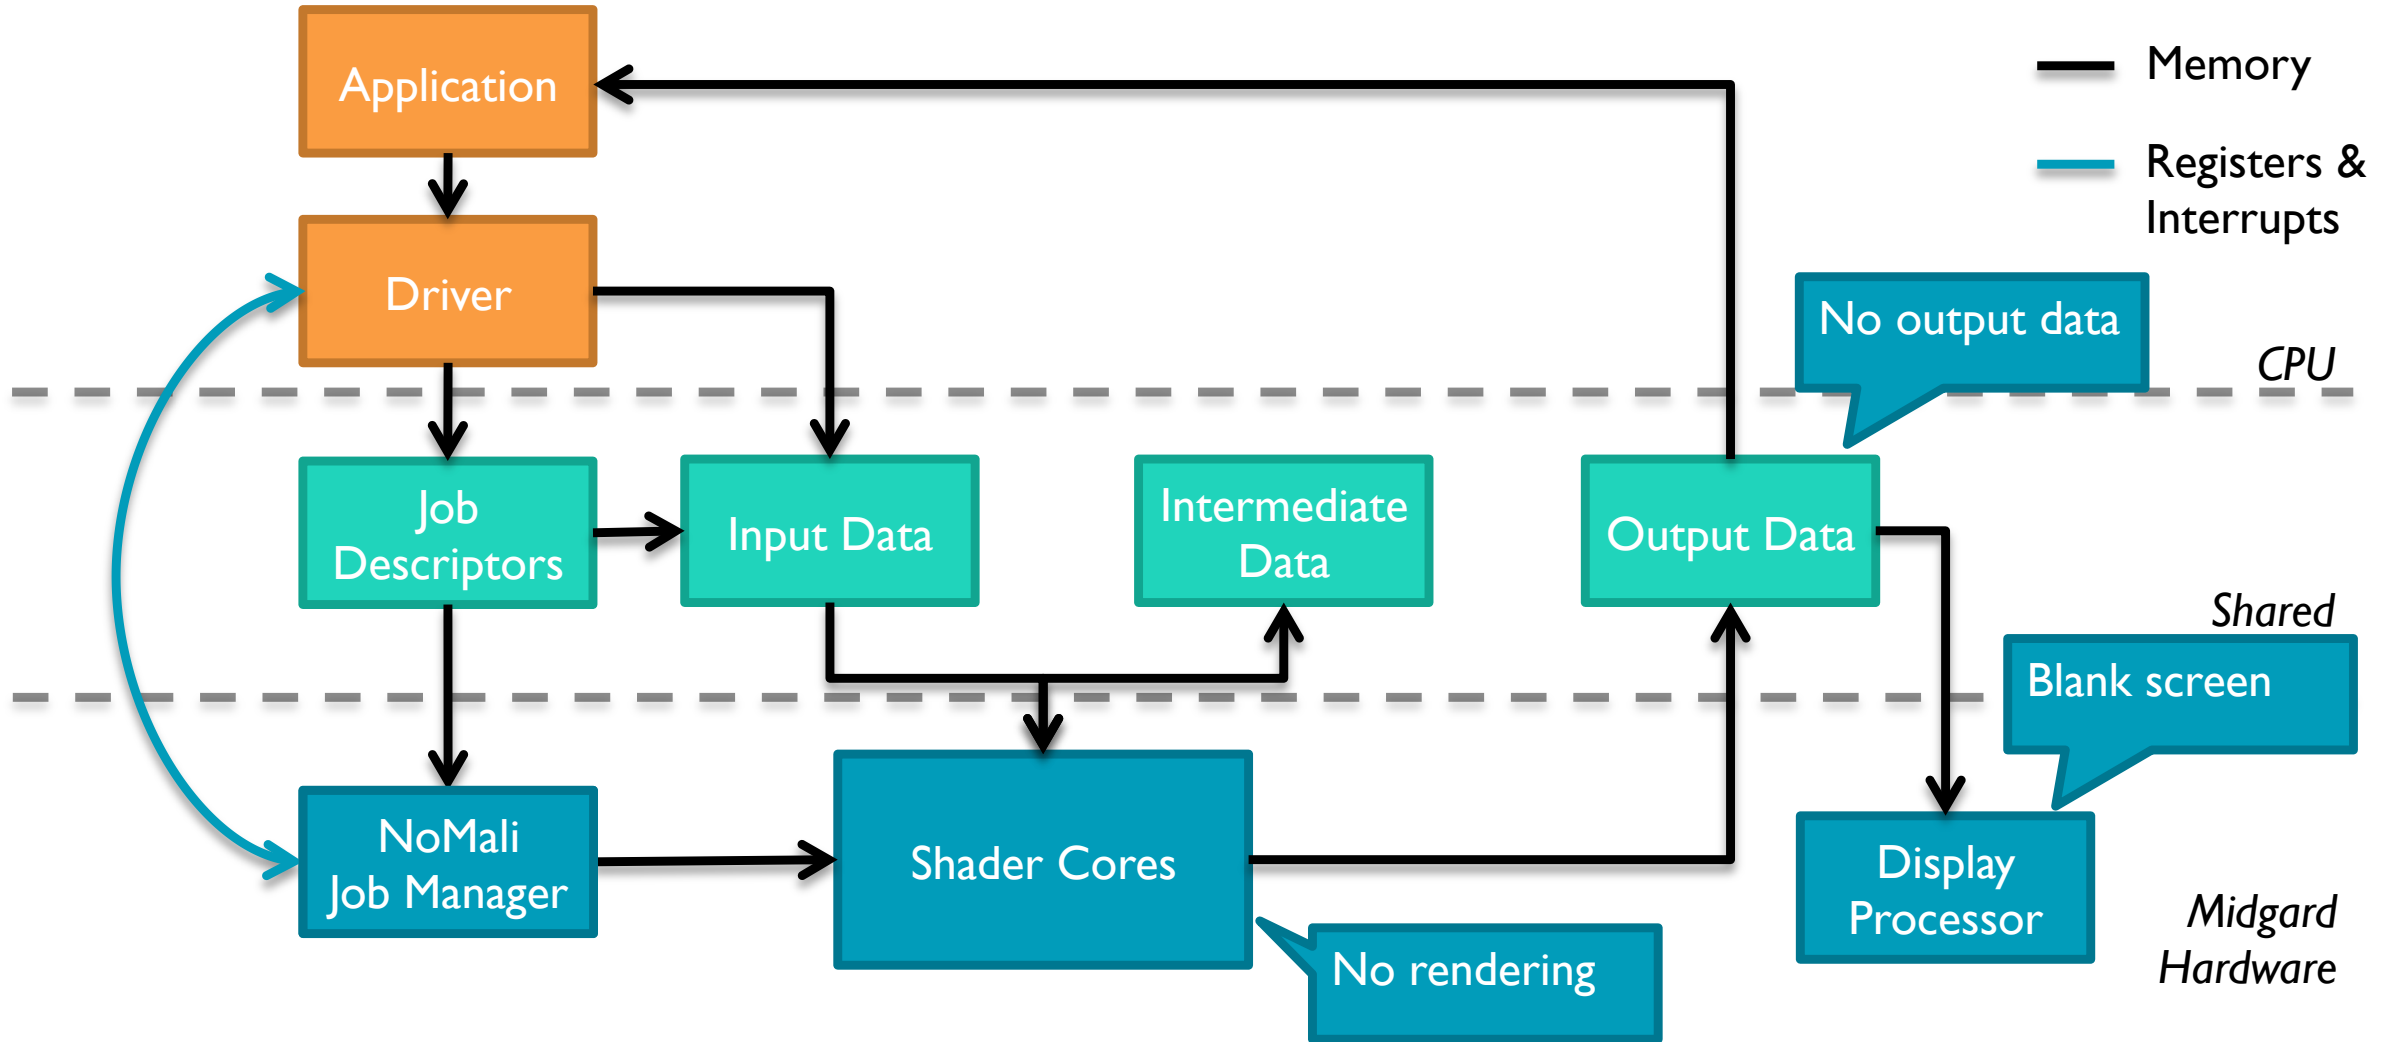 Application
Memory
Registers &
Interrupts
Driver
No output data
CPU
Job
Descriptors
Input Data
Intermediate
Data
Output Data
Shared
Blank screen
NoMali
Job Manager
Shader Cores
Display
Processor
Midgard
Hardware
No rendering